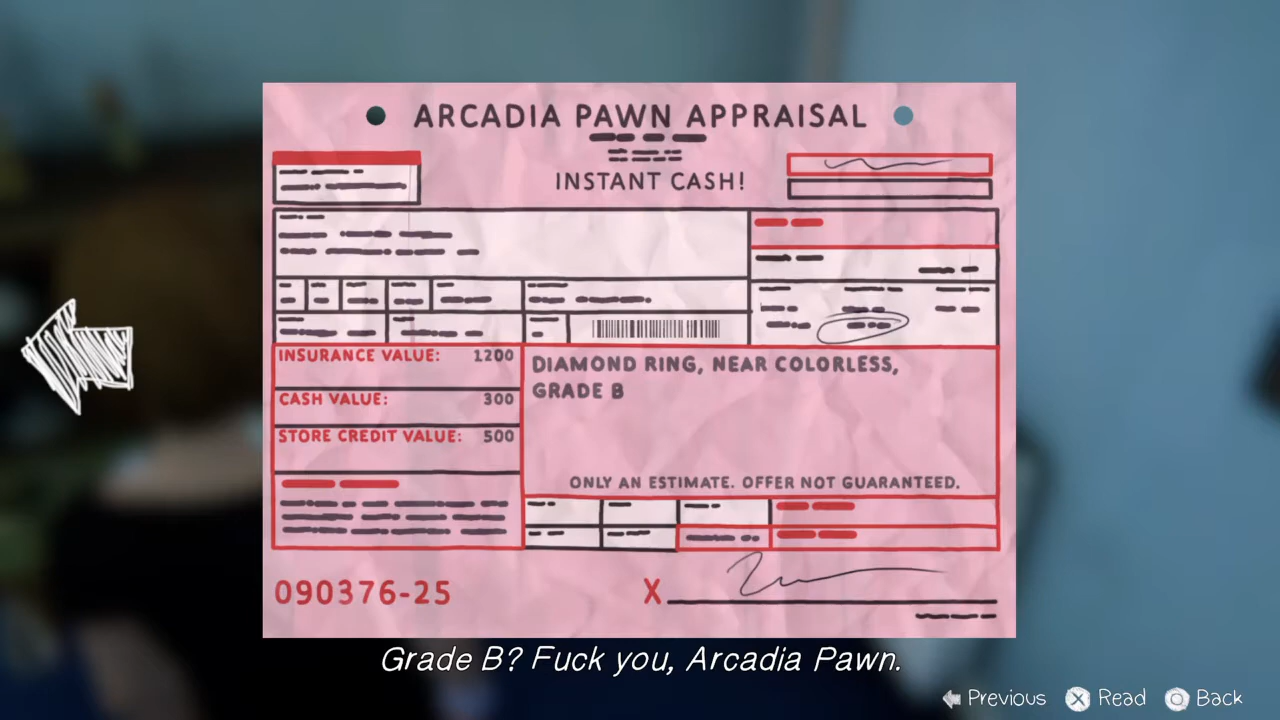 ARCADIA PAWN APPRAISAL
INSTANT CASH!
INSURANCE VALUE: 1200
CASH VALUE: 300
STORE CREDIT VALUE: 500
DIAMOND RING, NEAR COLORLESS,
GRADE B
ONLY AN ESTIMATE. OFFER NOT GUARANTEED.
090376-25
X
Grade B? Fuck you, Arcadia Pawn.
Previous Read Back